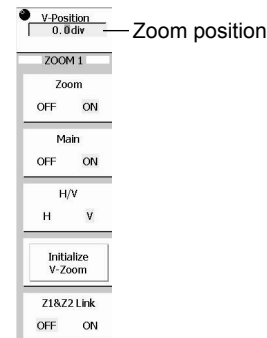 V-Position
0.0div
Zoom position
ZOOM 1
Zoom
OFF ON
Main
OFF ON
H/V
H V
Initialize
V-Zoom
Z1&Z2 Link
OFF ON